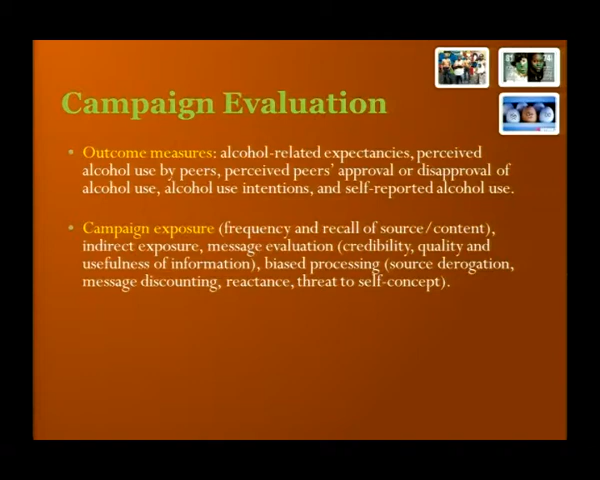 Campaign Evaluation
• Outcome measures: alcohol-related expectancies, perceived
alcohol use by peers, perceived peers' approval or disapproval of
alcohol use, alcohol use intentions, and self-reported alcohol use.
• Campaign exposure (frequency and recall of source/content),
indirect exposure, message evaluation (credibility, quality and
usefulness of information), biased processing (source derogation,
message discounting, reactance, threat to self-concept).